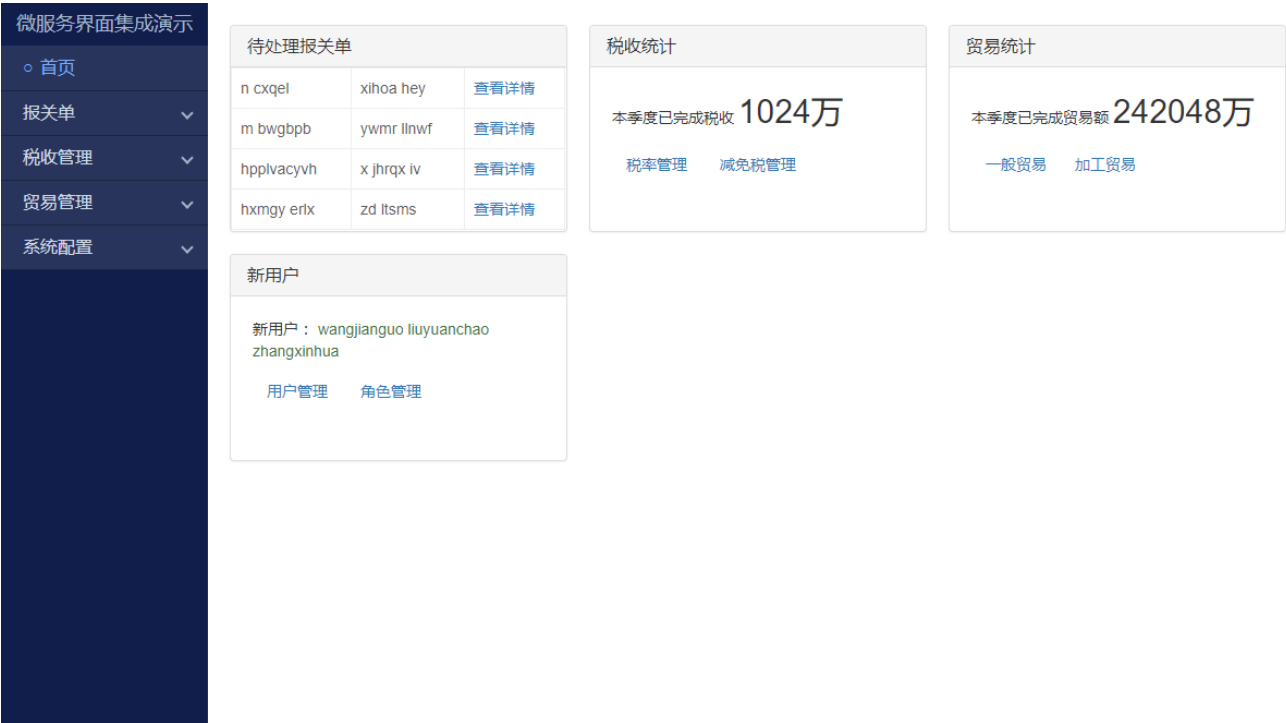 微服务界面集成演示
○ 首页
报关单
税收管理
贸易管理
系统配置
待处理报关单
n cxqel xihoa hey 查看详情
m bwgbpb ywmr llnwf 查看详情
hpplvacyvh x jhrqx iv 查看详情
hxmgy erlx zd ltsms 查看详情
税收统计
本季度已完成税收 1024万
税率管理 减免税管理
贸易统计
本季度已完成贸易额 242048万
一般贸易 加工贸易
新用户
新用户： wangjianguo liuyuanchao
zhangxinhua
用户管理 角色管理